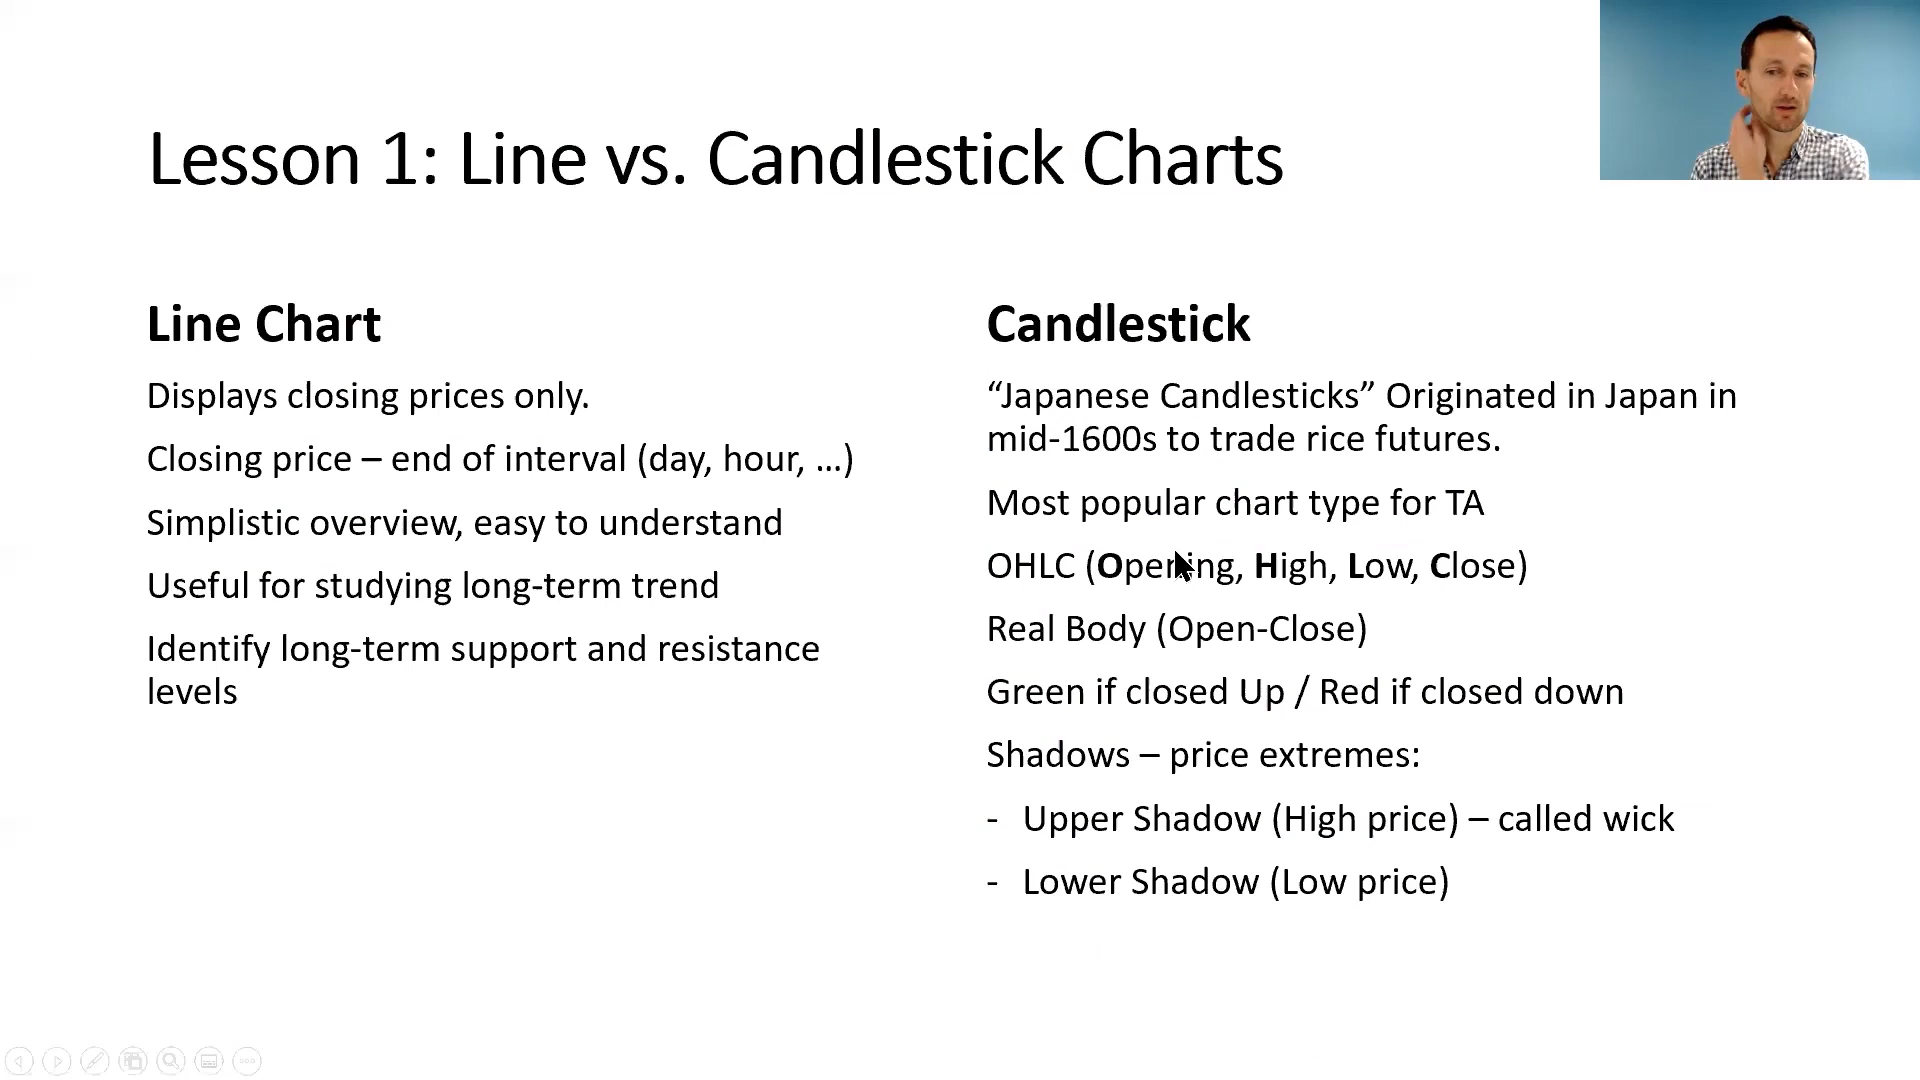 Lesson 1: Line vs. Candlestick Charts
Line Chart
Displays closing prices only.
Closing price – end of interval (day, hour, …)
Simplistic overview, easy to understand
Useful for studying long-term trend
Identify long-term support and resistance
levels
Candlestick
“Japanese Candlesticks” Originated in Japan in
mid-1600s to trade rice futures.
Most popular chart type for TA
OHLC (Opening, High, Low, Close)
Real Body (Open-Close)
Green if closed Up / Red if closed down
Shadows – price extremes:
- Upper Shadow (High price) – called wick
- Lower Shadow (Low price)